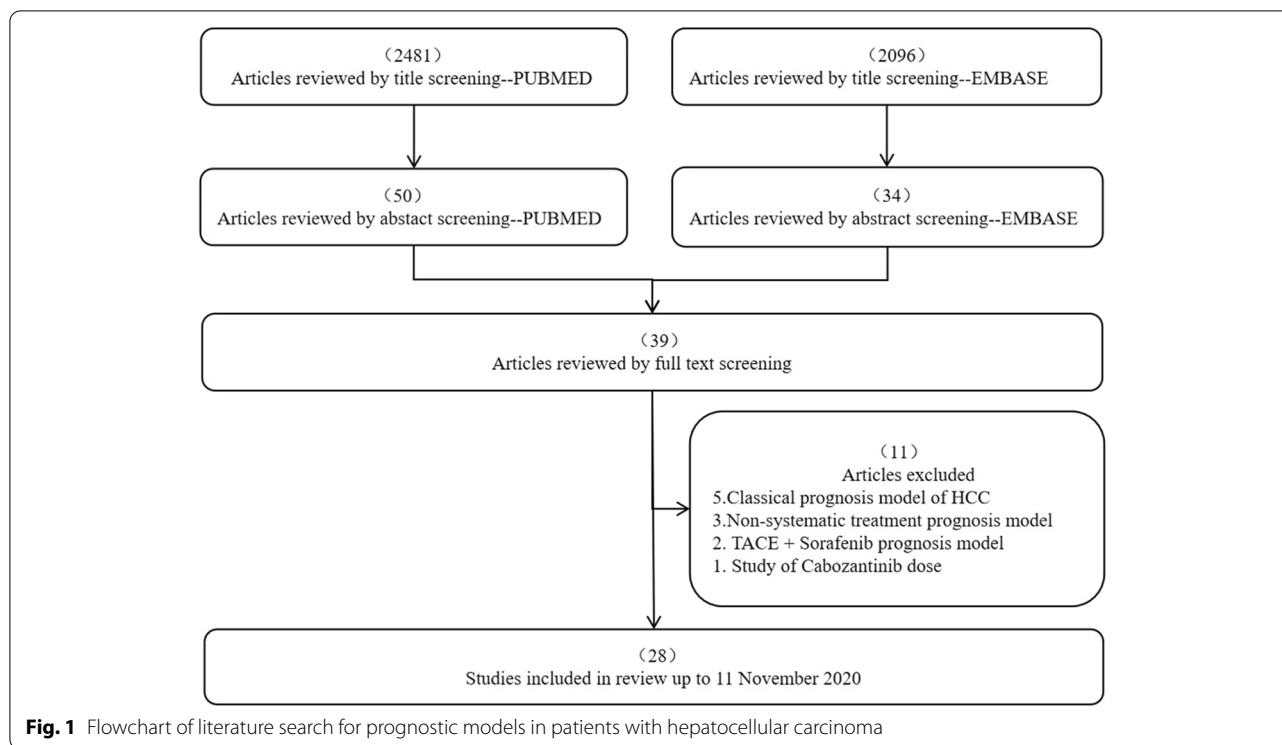 （2481）
Articles reviewed by title screening--PUBMED
（2096）
Articles reviewed by title screening--EMBASE
（50）
Articles reviewed by abstact screening--PUBMED
（34）
Articles reviewed by abstract screening--EMBASE
（39）
Articles reviewed by full text screening
（11）
Articles excluded
5.Classical prognosis model of HCC
3.Non-systematic treatment prognosis model
2. TACE + Sorafenib prognosis model
1. Study of Cabozantinib dose
（28）
Studies included in review up to 11 November 2020
Fig. 1 Flowchart of literature search for prognostic models in patients with hepatocellular carcinoma